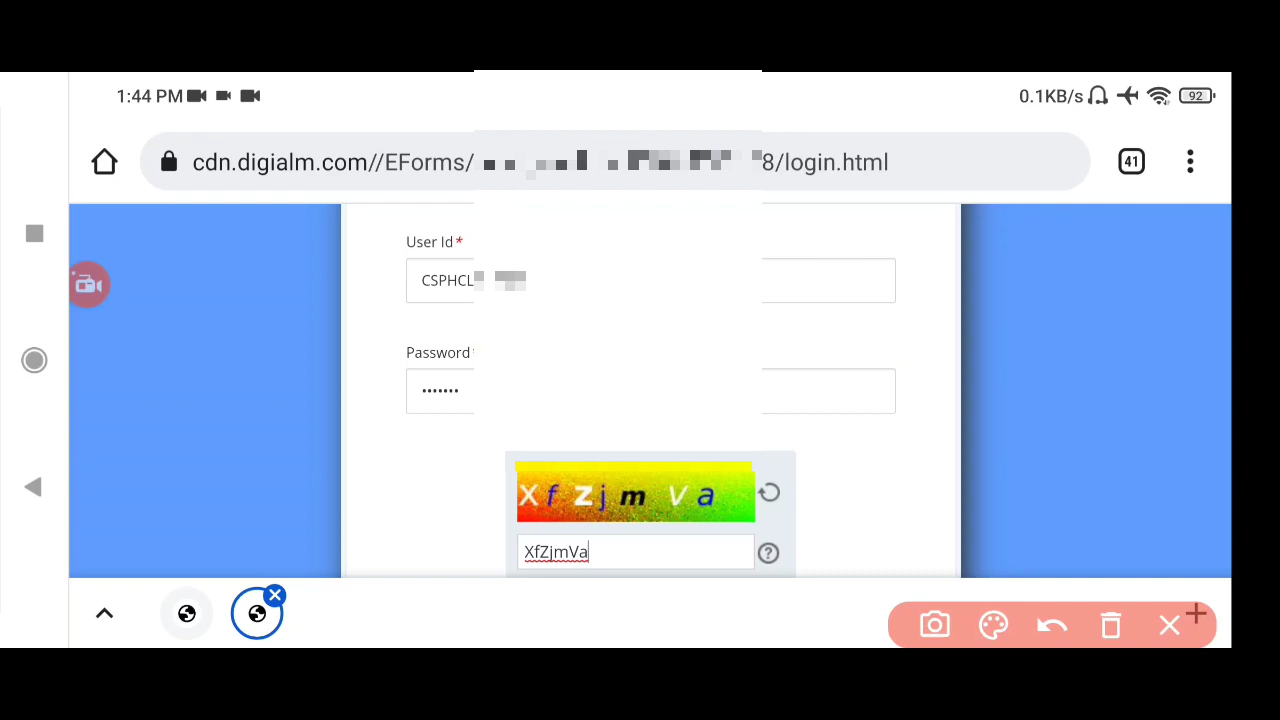 1:44 PM
0.1KB/s
92
cdn.digialm.com//EForms/
8/login.html
41
User Id*
CSPHCL
Password
•••••••
X f z j m V a
XfZjmVa
?